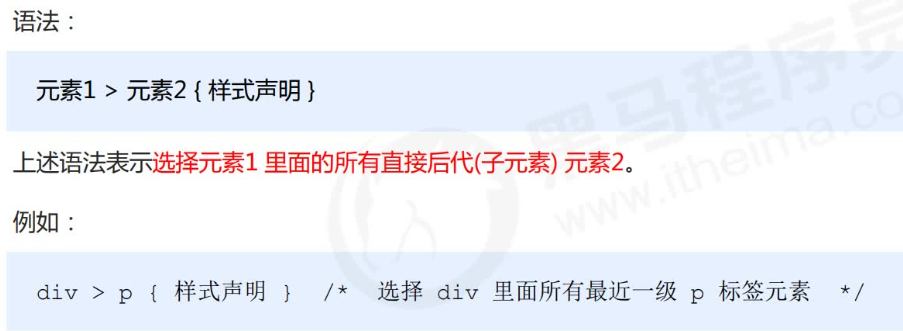 语法：
元素1 > 元素2 { 样式声明 }
上述语法表示选择元素1 里面的所有直接后代(子元素) 元素2。
例如：
div > p { 样式声明 }  /*  选择 div 里面所有最近一级 p 标签元素  */
黑马程序员
www.itheima.co